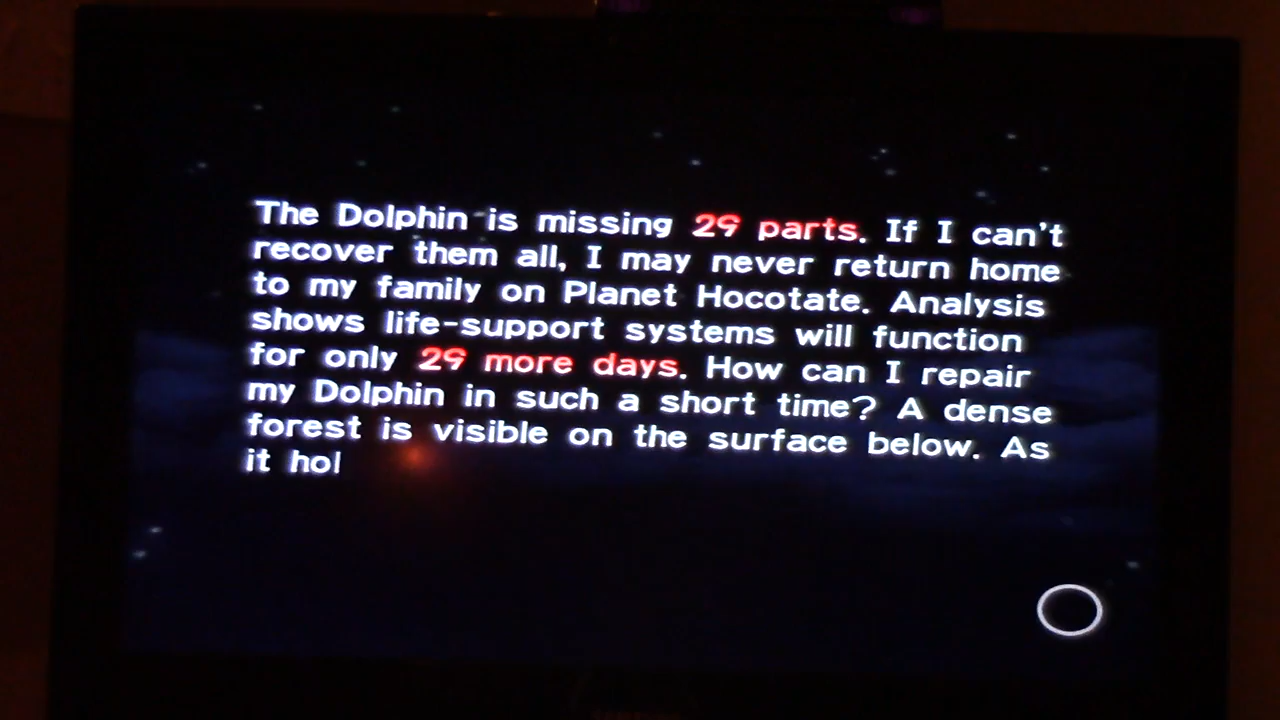 The Dolphin is missing 29 parts. If I can't
recover them all, I may never return home
to my family on Planet Hocotate. Analysis
shows life-support systems will function
for only 29 more days. How can I repair
my Dolphin in such a short time? A dense
forest is visible on the surface below. As
it hol